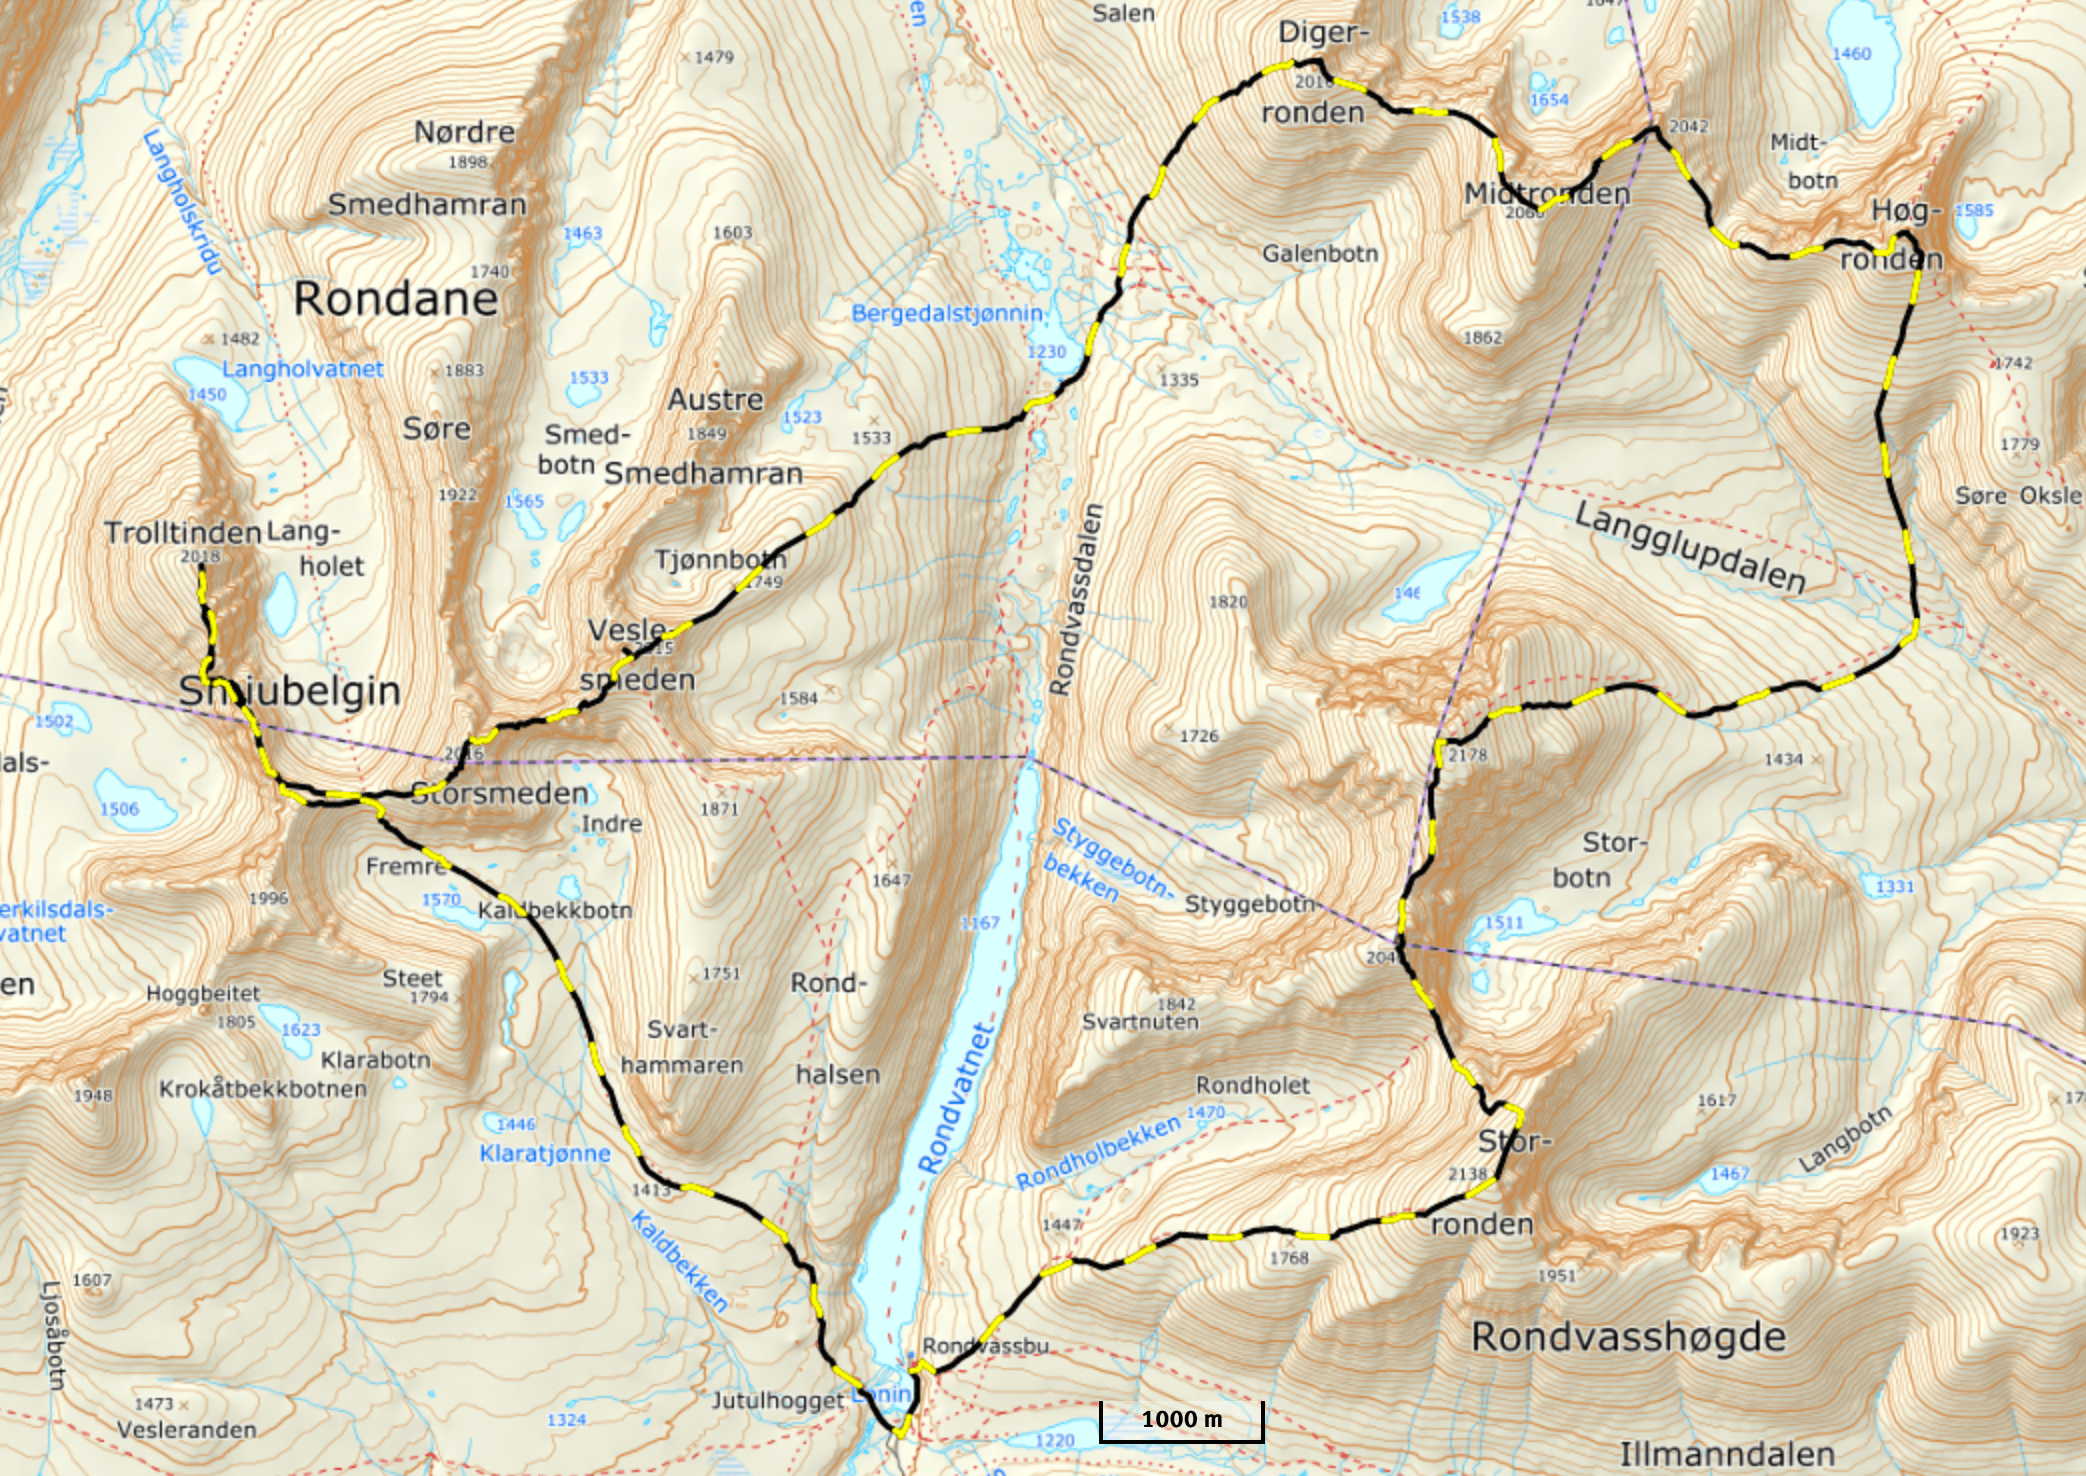 Salen
1538
Diger-
1479
1460
2016
1654
ronden
2042
Nørdre
1898
Midt-
botn
Langholskridu
Smedhamran
Midtronden
2060
Høg-
1585
1463
1603
Galenbotn
ronden
1740
Rondane
Bergedalstjønnin
1482
1862
1230
Langholvatnet
1883
1335
1742
1533
1450
Austre
1523
Søre
Smed-
1849
1533
1779
botn
Smedhamran
1922
1565
Søre Oksle
Langglupdalen
Rondvassdalen
Trolltinden
Lang-
2018
holet
Tjønnbotn
1749
1820
Vesle-
smeden
Smiubelgin
1584
1502
1726
2016
2178
1434
dals-
Storsmeden
1506
1871
Indre
Styggebotn-
bekken
Stor-
botn
Fremre
1647
1331
1996
1570
Kaldbekkbotn
1167
Styggebotn
1511
vatnet
en
Steet
1794
1751
Rond-
Hoggbeitet
1805
1842
Svartnuten
1623
Svart-
hammaren
Klarabotn
halsen
Rondvatnet
Rondholet
Krokåtbekkbotnen
1948
1470
1617
1446
Rondholbekken
Langbotn
Klaratjønne
Stor-
2138
1467
1413
1447
ronden
Kaldbekken
1768
1923
1607
1951
Ljosåbotn
Rondvassbu
Rondvasshøgde
Jutulhogget
Lonin
1473
Vesleranden
1324
1000 m
1220
Illmanndalen